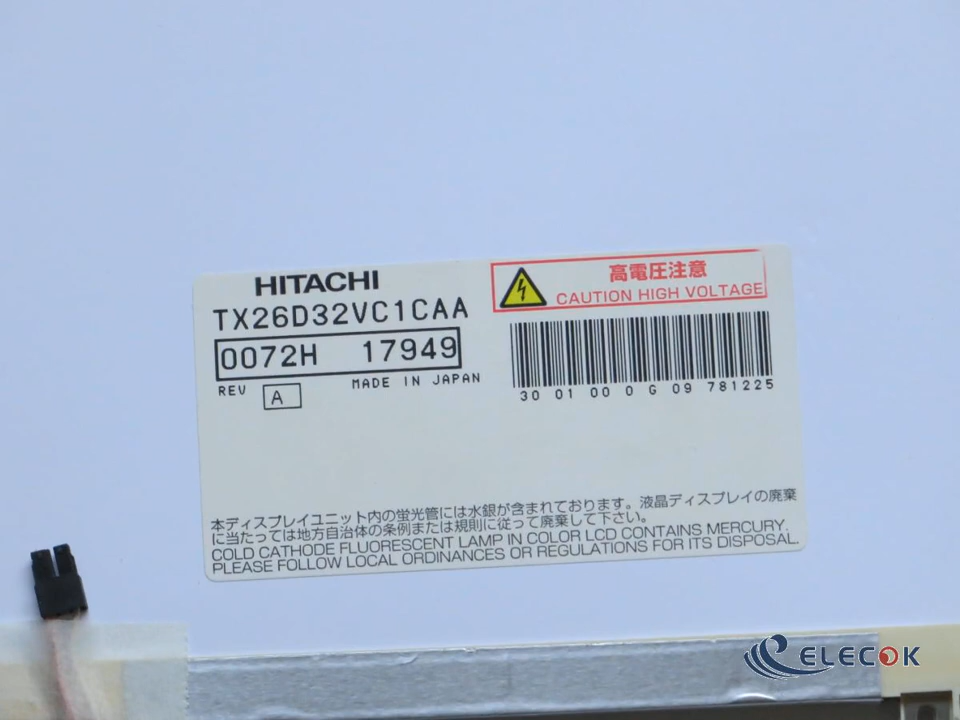 HITACHI
TX26D32VC1CAA
0072H 17949
REV A MADE IN JAPAN
高電圧注意
CAUTION HIGH VOLTAGE
30 01 00 0 G 09 781225
本ディスプレイユニット内の蛍光管には水銀が含まれております。液晶ディスプレイの廃棄
に当たっては地方自治体の条例または規則に従って廃棄して下さい。
COLD CATHODE FLUORESCENT LAMP IN COLOR LCD CONTAINS MERCURY.
PLEASE FOLLOW LOCAL ORDINANCES OR REGULATIONS FOR ITS DISPOSAL.
ELECOK